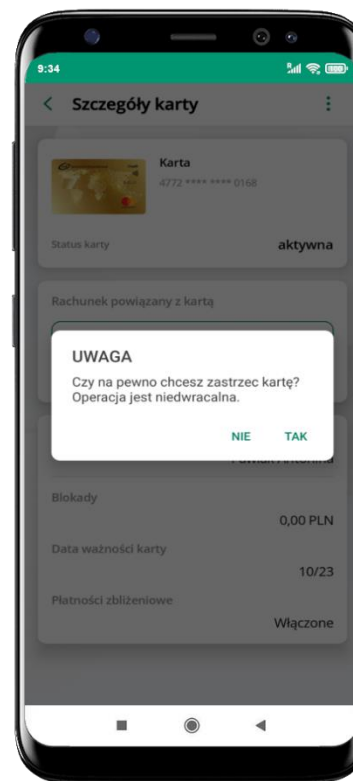 9:34
Szczegóły karty
Karta
4772 **** **** 0168
Status karty
aktywna
Rachunek powiązany z kartą
UWAGA
Czy na pewno chcesz zastrzec kartę?
Operacja jest niedwracalna.
NIE TAK
Blokady
0,00 PLN
Data ważności karty
10/23
Płatności zbliżeniowe
Włączone